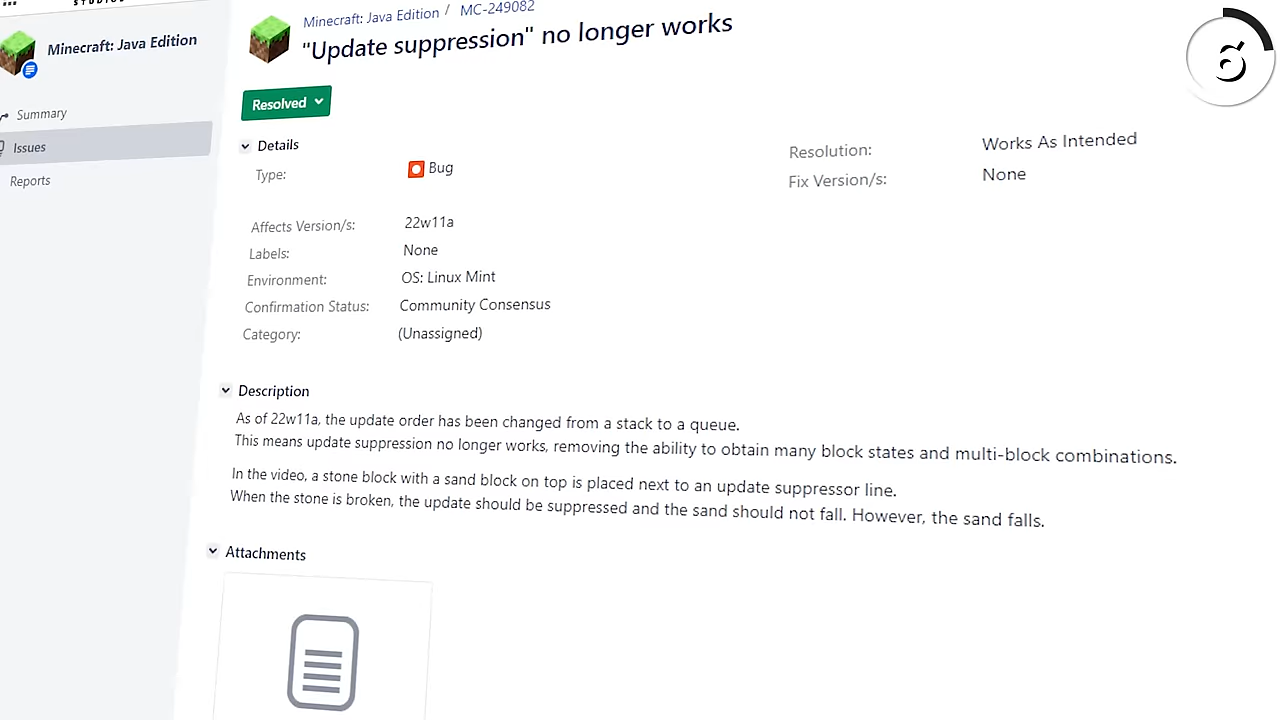 Minecraft: Java Edition
Summary
Issues
Reports
Minecraft: Java Edition / MC-249082
"Update suppression" no longer works
Resolved
Details
Type: Bug
Resolution: Works As Intended
Fix Version/s: None
Affects Version/s: 22w11a
Labels: None
Environment: OS: Linux Mint
Confirmation Status: Community Consensus
Category: (Unassigned)
Description
As of 22w11a, the update order has been changed from a stack to a queue.
This means update suppression no longer works, removing the ability to obtain many block states and multi-block combinations.
In the video, a stone block with a sand block on top is placed next to an update suppressor line.
When the stone is broken, the update should be suppressed and the sand should not fall. However, the sand falls.
Attachments